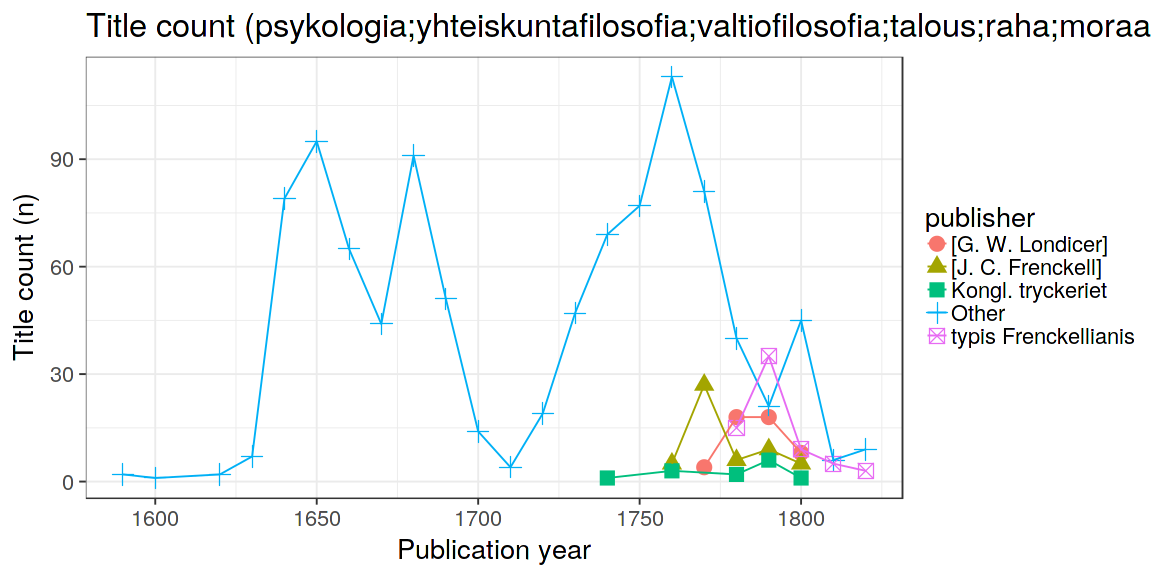 Title count (psykologia;yhteiskuntafilosofia;valtiofilosofia;talous;raha;moraa
Title count (n)
90
60
30
0
1600 1650 1700 1750 1800
Publication year
publisher
[G. W. Londicer]
[J. C. Frenckell]
Kongl. tryckeriet
Other
typis Frenckellianis